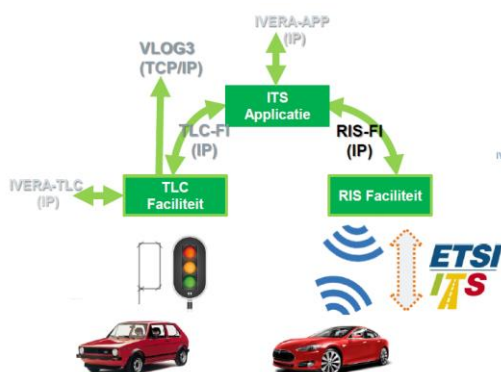 IVERA-APP
(IP)
VLOG3
(TCP/IP)
ITS
Applicatie
TLC-FI
(IP)
RIS-FI
(IP)
IVERA-TLC
(IP)
TLC
Faciliteit
RIS Faciliteit
ETSI
ITS